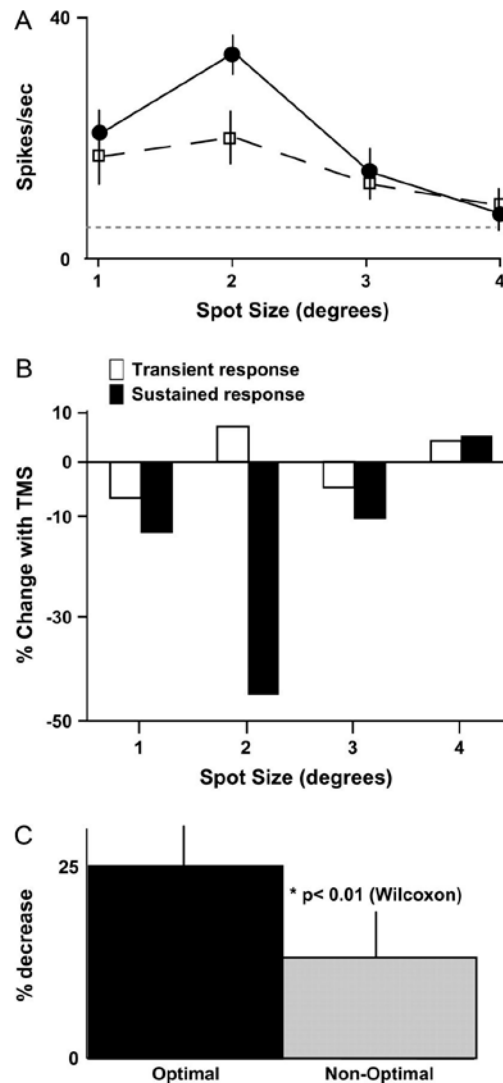 A
40
Spikes/sec
0
1 2 3 4
Spot Size (degrees)
B
Transient response
Sustained response
10
0
-10
-30
-50
% Change with TMS
1 2 3 4
Spot Size (degrees)
C
25
* p< 0.01 (Wilcoxon)
% decrease
0
Optimal Non-Optimal